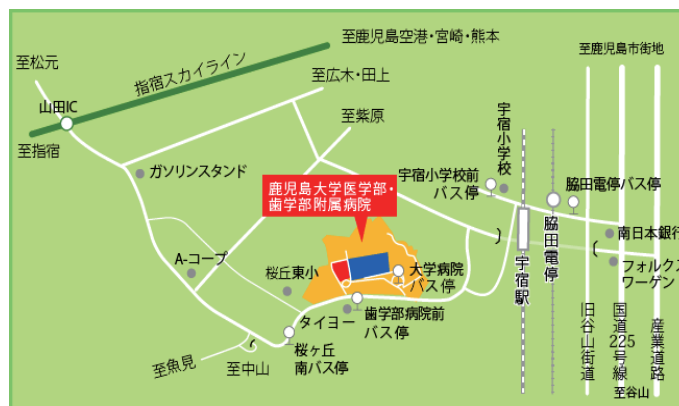 至鹿児島空港・宮崎・熊本
至鹿児島市街地
至松元
指宿スカイライン
至広木・田上
山田IC
至紫原
至指宿
ガソリンスタンド
宇宿小学校
宇宿小学校前
バス停
脇田電停バス停
鹿児島大学医学部・
歯学部附属病院
脇田電停
南日本銀行
A-コープ
桜丘東小
大学病院
バス停
宇宿駅
フォルクス
ワーゲン
タイヨー
歯学部病院前
バス停
旧谷山街道
国道225号線
産業道路
桜ヶ丘
南バス停
至魚見
至中山
至谷山